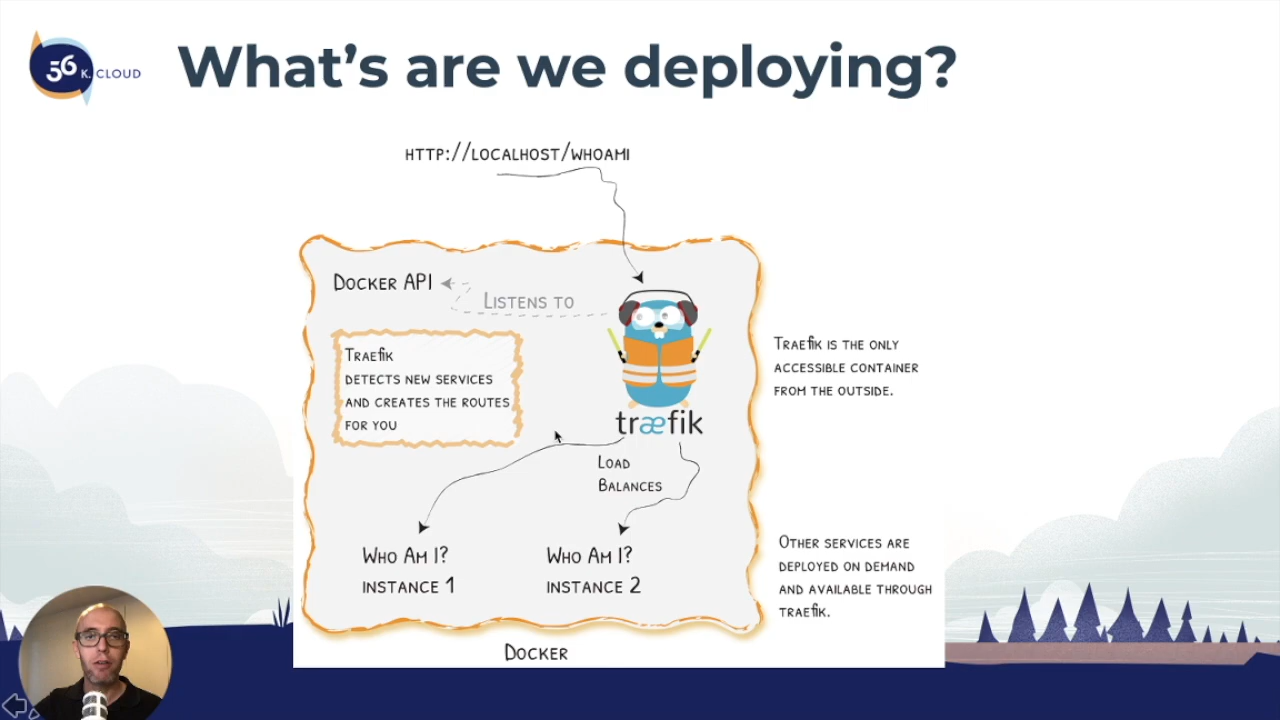 56 K.CLOUD
What's are we deploying?
HTTP://LOCALHOST/WHOAMI
DOCKER API
LISTENS TO
TRAEFIK
DETECTS NEW SERVICES
AND CREATES THE ROUTES
FOR YOU
træfik
LOAD
BALANCES
WHO AM I?
INSTANCE 1
WHO AM I?
INSTANCE 2
TRAEFIK IS THE ONLY
ACCESSIBLE CONTAINER
FROM THE OUTSIDE.
OTHER SERVICES ARE
DEPLOYED ON DEMAND
AND AVAILABLE THROUGH
TRAEFIK.
DOCKER